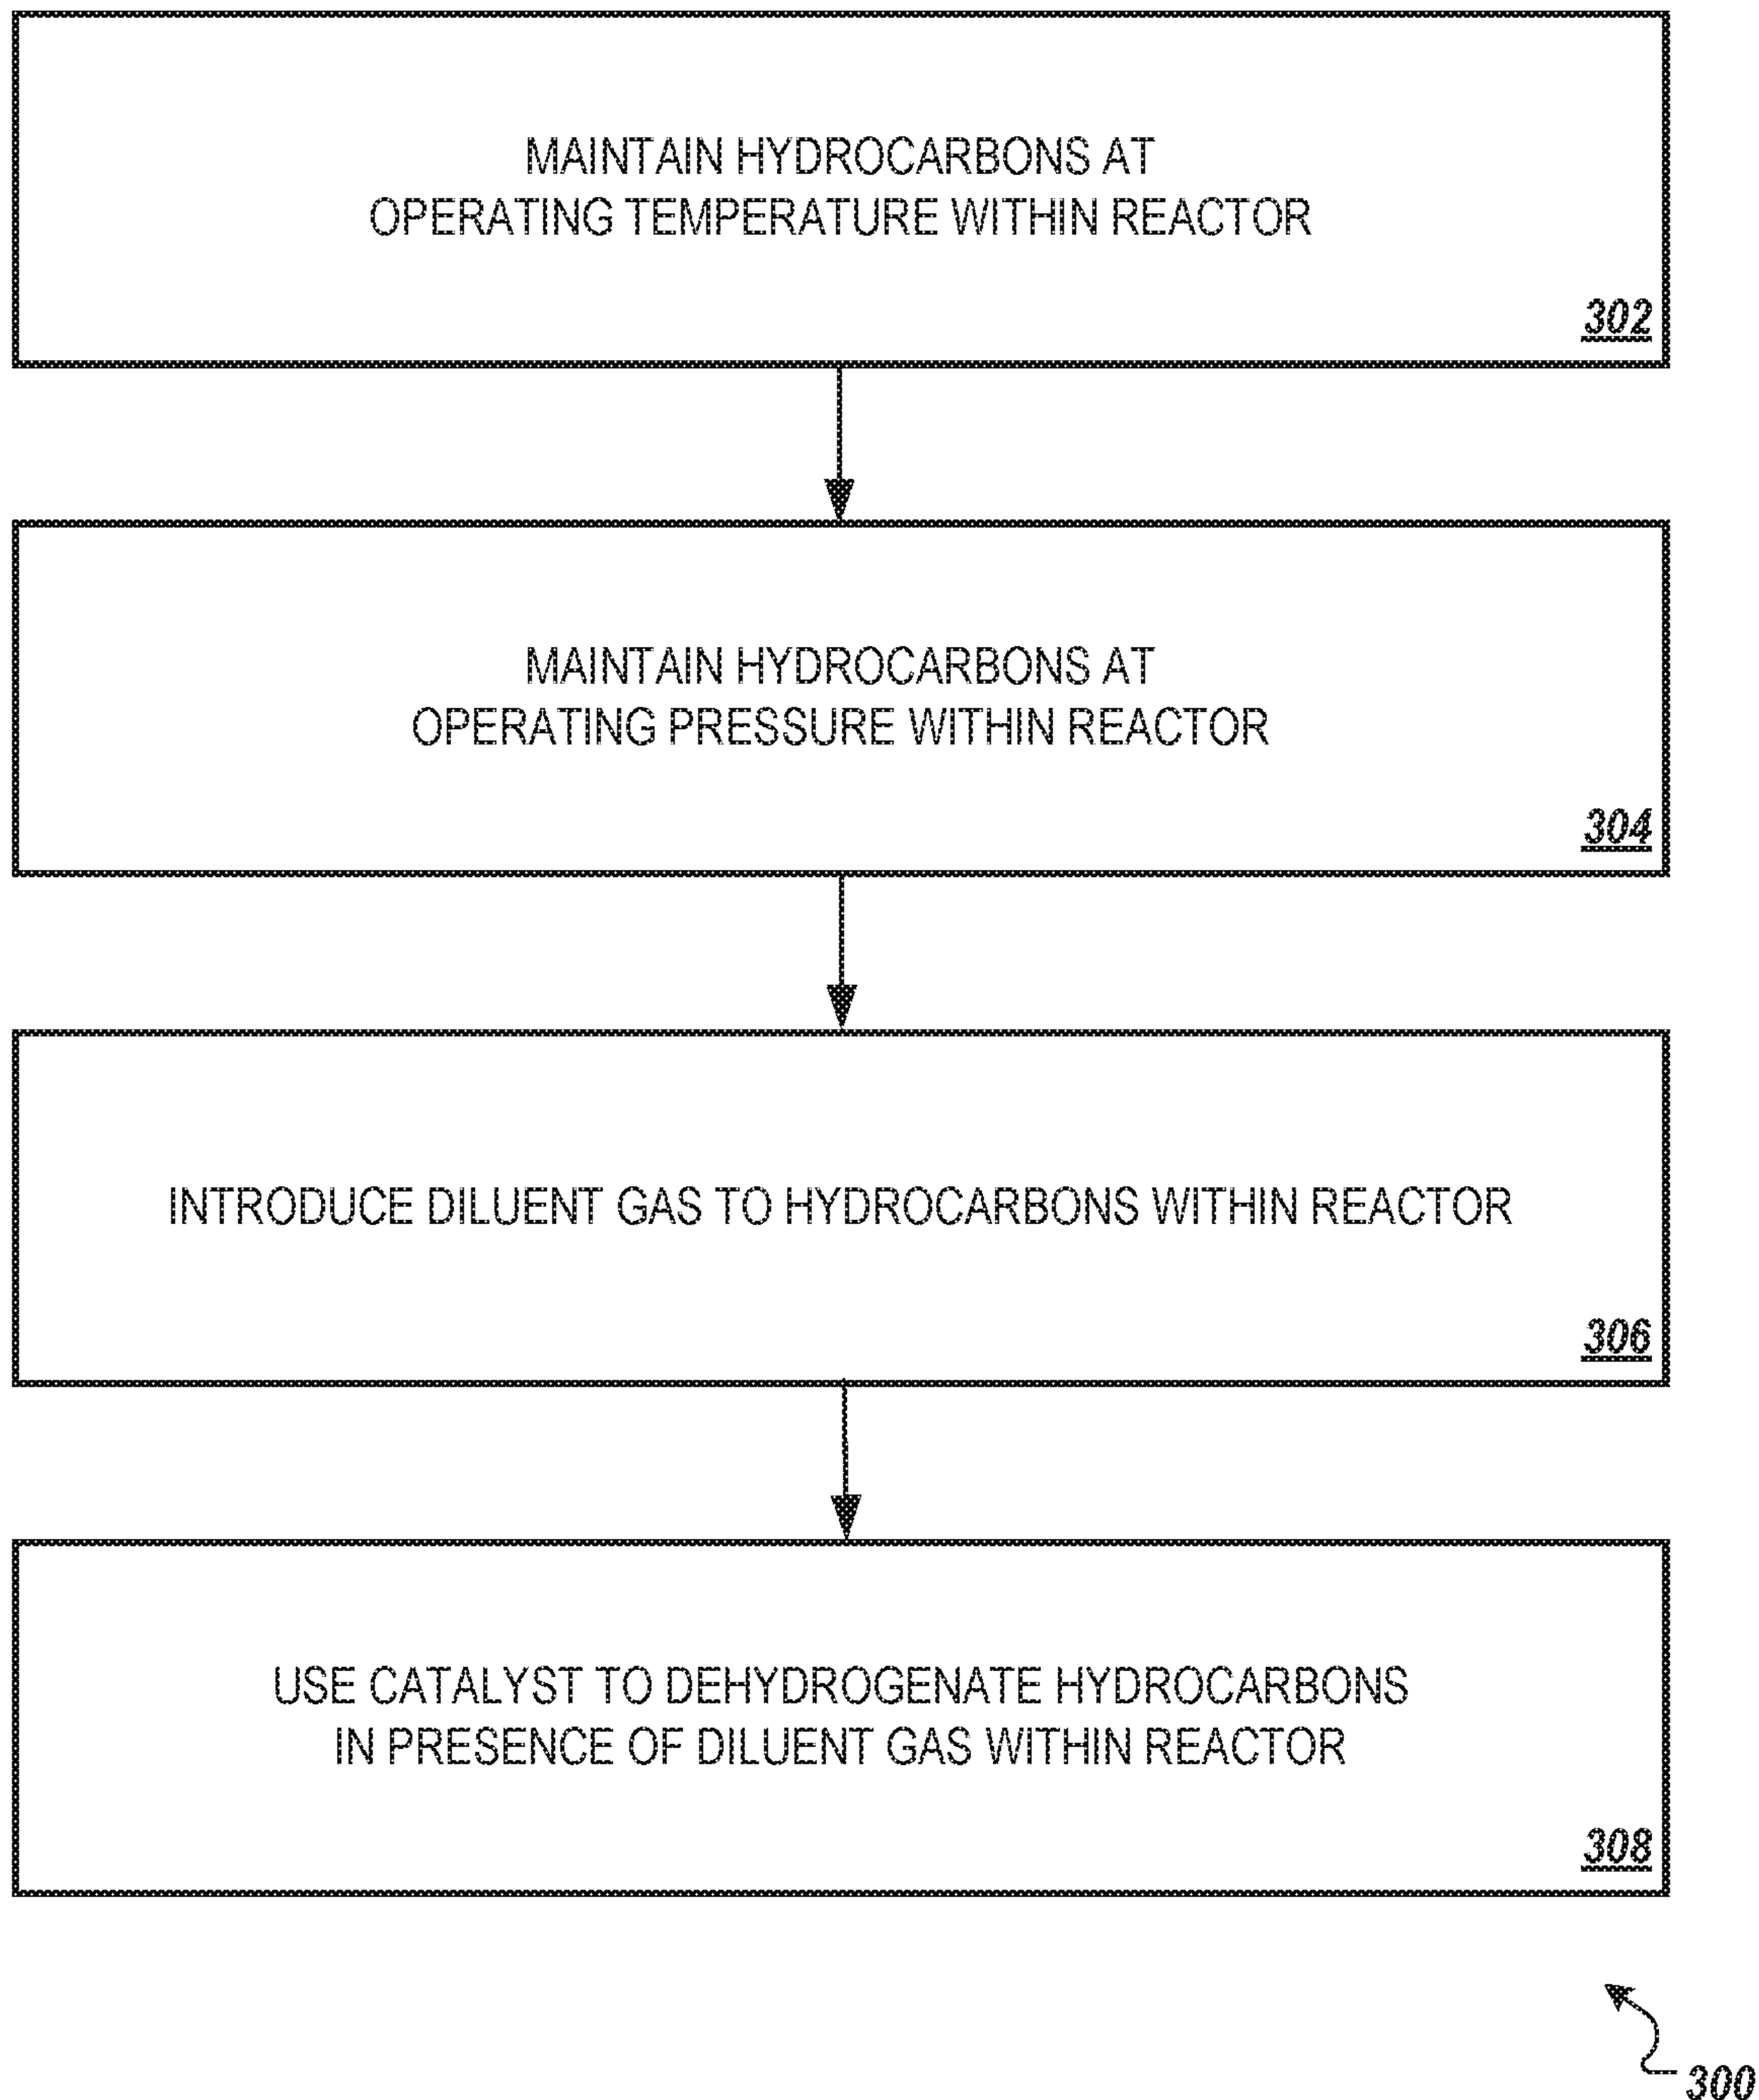 MAINTAIN HYDROCARBONS AT
OPERATING TEMPERATURE WITHIN REACTOR
302
MAINTAIN HYDROCARBONS AT
OPERATING PRESSURE WITHIN REACTOR
304
INTRODUCE DILUENT GAS TO HYDROCARBONS WITHIN REACTOR
306
USE CATALYST TO DEHYDROGENATE HYDROCARBONS
IN PRESENCE OF DILUENT GAS WITHIN REACTOR
308
300